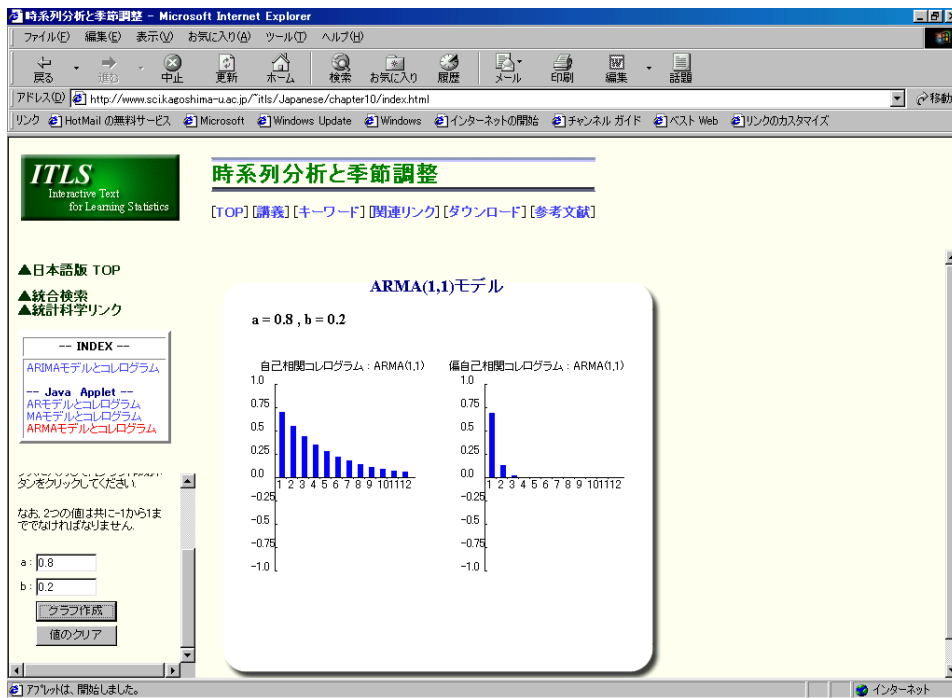 時系列分析と季節調整 - Microsoft Internet Explorer
ファイル(F) 編集(E) 表示(V) お気に入り(A) ツール(T) ヘルプ(H)
戻る 進む 中止 更新 ホーム 検索 お気に入り 履歴 メール 印刷 編集 話題
アドレス(D) http://www.sci.kagoshima-u.ac.jp/~itls/Japanese/chapter10/index.html 移動
リンク HotMail の無料サービス Microsoft Windows Update Windows インターネットの開始 チャンネル ガイド ベスト Web リンクのカスタマイズ
ITLS
Interactive Text
for Learning Statistics
時系列分析と季節調整
[TOP] [講義] [キーワード] [関連リンク] [ダウンロード] [参考文献]
▲日本語版 TOP
▲統合検索
▲統計科学リンク
-- INDEX --
ARIMAモデルとコレログラム
-- Java Applet --
ARモデルとコレログラム
MAモデルとコレログラム
ARMAモデルとコレログラム
タンをクリックしてください.
なお, 2つの値は共に-1から1ま
ででなければなりません.
a : 0.8
b : 0.2
グラフ作成
値のクリア
ARMA(1,1)モデル
a = 0.8 , b = 0.2
自己相関コレログラム : ARMA(1,1)
1.0
0.75
0.5
0.25
0.0
1 2 3 4 5 6 7 8 9 10 11 12
-0.25
-0.5
-0.75
-1.0
偏自己相関コレログラム : ARMA(1,1)
1.0
0.75
0.5
0.25
0.0
1 2 3 4 5 6 7 8 9 10 11 12
-0.25
-0.5
-0.75
-1.0
アプレットは、開始しました。
インターネット